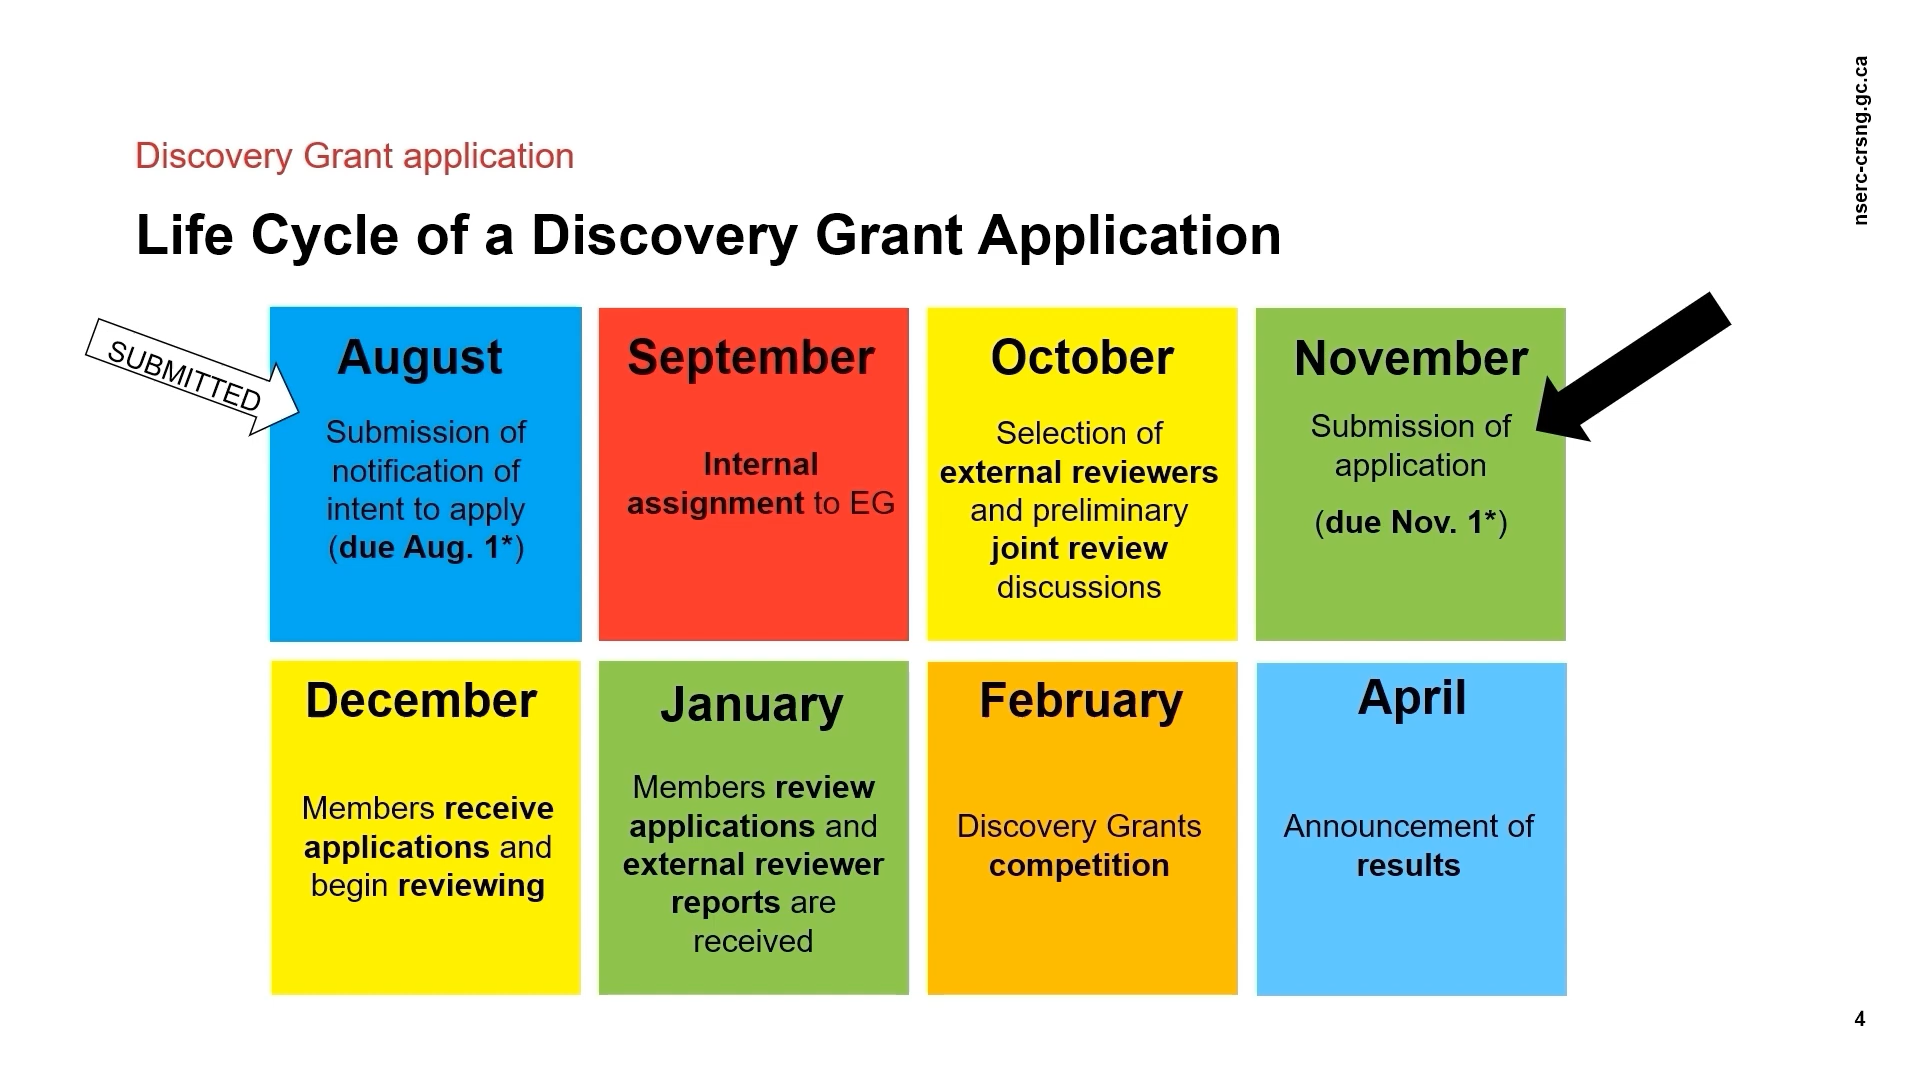 nserc-crsng.gc.ca
Discovery Grant application
Life Cycle of a Discovery Grant Application
SUBMITTED
August
Submission of
notification of
intent to apply
(due Aug. 1*)
September
Internal
assignment to EG
October
Selection of
external reviewers
and preliminary
joint review
discussions
November
Submission of
application
(due Nov. 1*)
December
Members receive
applications and
begin reviewing
January
Members review
applications and
external reviewer
reports are
received
February
Discovery Grants
competition
April
Announcement of
results
4